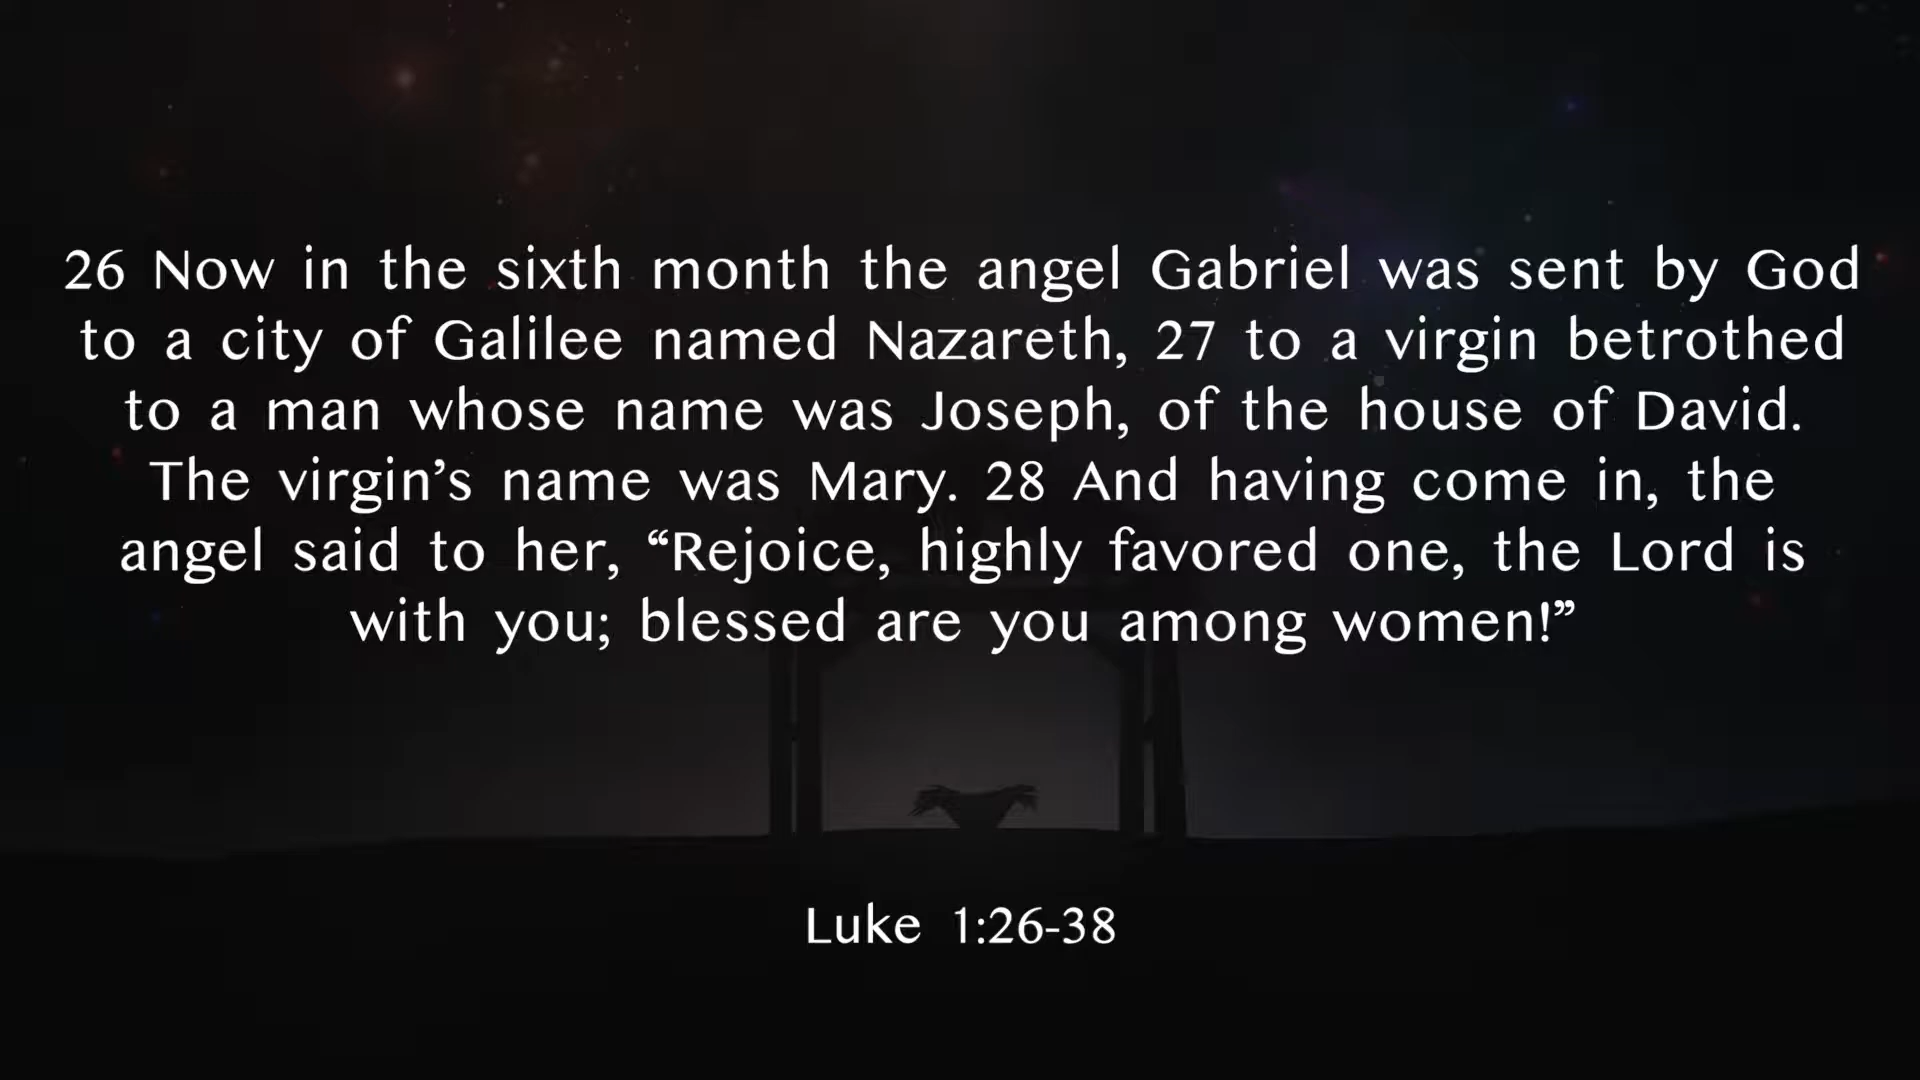 26 Now in the sixth month the angel Gabriel was sent by God
to a city of Galilee named Nazareth, 27 to a virgin betrothed
to a man whose name was Joseph, of the house of David.
The virgin’s name was Mary. 28 And having come in, the
angel said to her, “Rejoice, highly favored one, the Lord is
with you; blessed are you among women!”
Luke 1:26-38